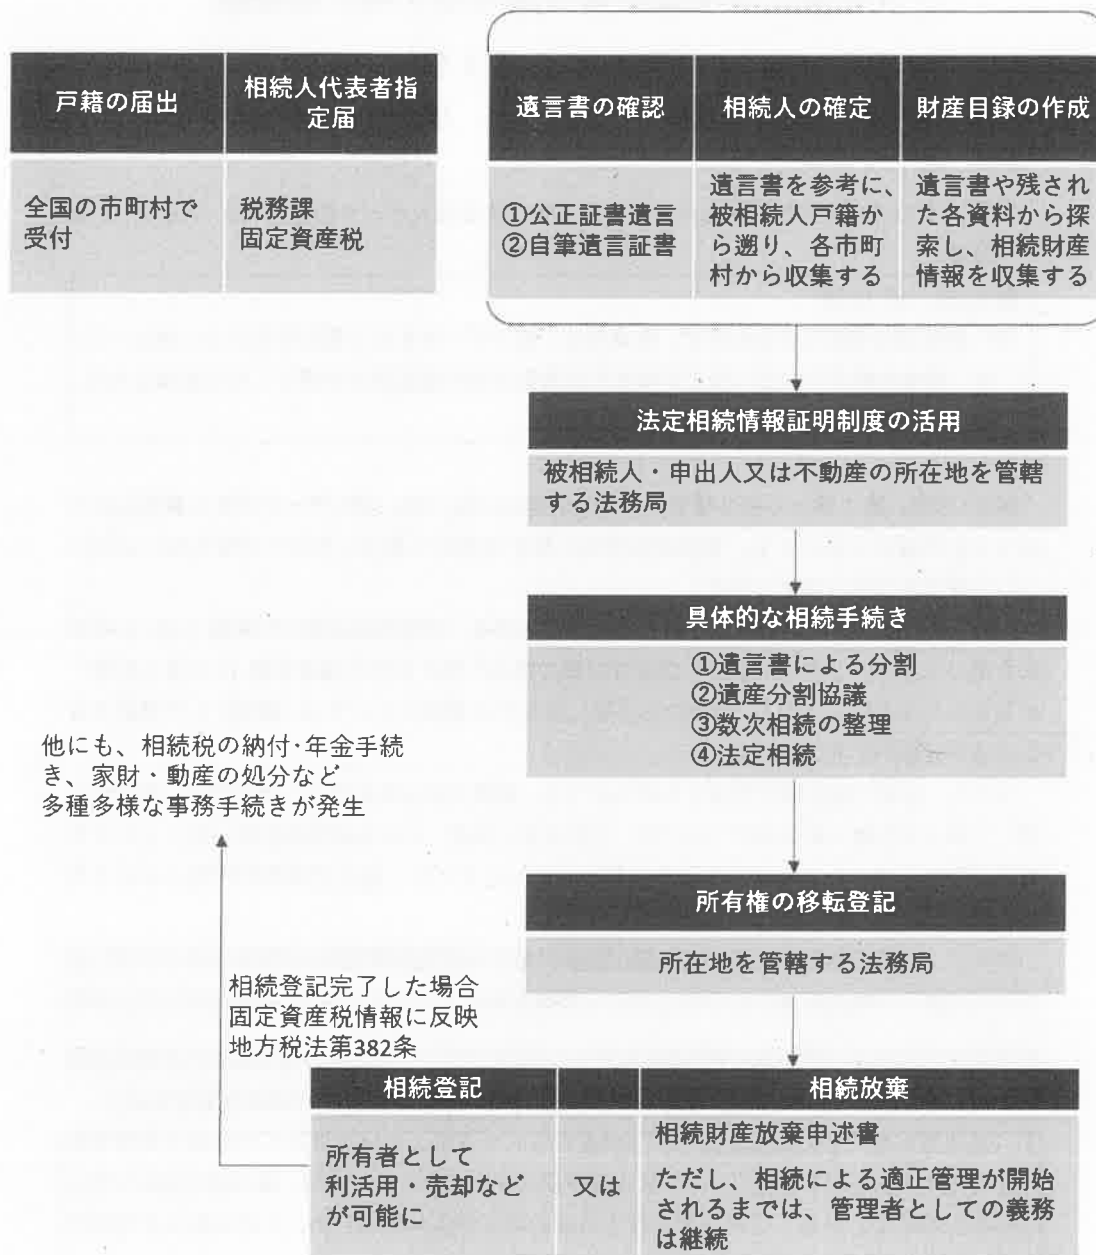 戸籍の届出
相続人代表者指
定届
全国の市町村で
受付
税務課
固定資産税
遺言書の確認
相続人の確定
財産目録の作成
①公正証書遺言
②自筆遺言証書
遺言書を参考に、
被相続人戸籍か
ら遡り、各市町
村から収集する
遺言書や残され
た各資料から探
索し、相続財産
情報を収集する
法定相続情報証明制度の活用
被相続人・申出人又は不動産の所在地を管轄
する法務局
具体的な相続手続き
①遺言書による分割
②遺産分割協議
③数次相続の整理
④法定相続
他にも、相続税の納付･年金手続
き、家財・動産の処分など
多種多様な事務手続きが発生
所有権の移転登記
所在地を管轄する法務局
相続登記完了した場合
固定資産税情報に反映
地方税法第382条
相続登記
相続放棄
所有者として
利活用・売却など
が可能に
又は
相続財産放棄申述書
ただし、相続による適正管理が開始
されるまでは、管理者としての義務
は継続